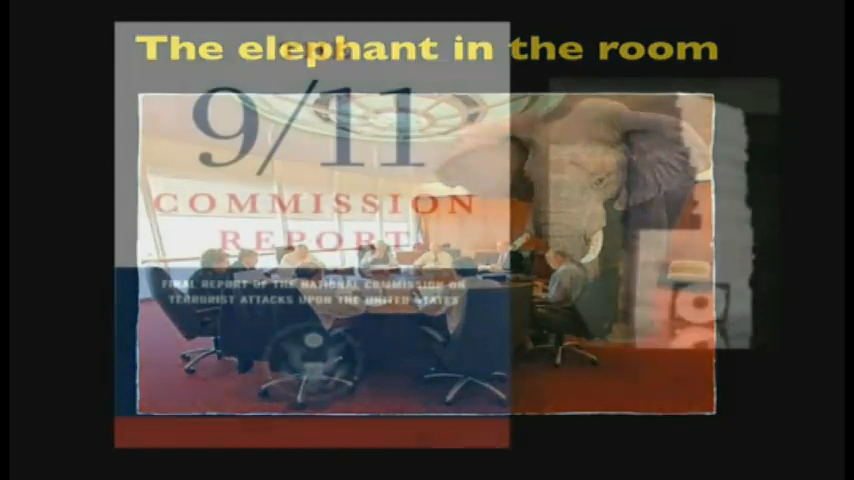 The elephant in the room
THE
9/11
COMMISSION
REPORT
FINAL REPORT OF THE NATIONAL COMMISSION ON
TERRORIST ATTACKS UPON THE UNITED STATES